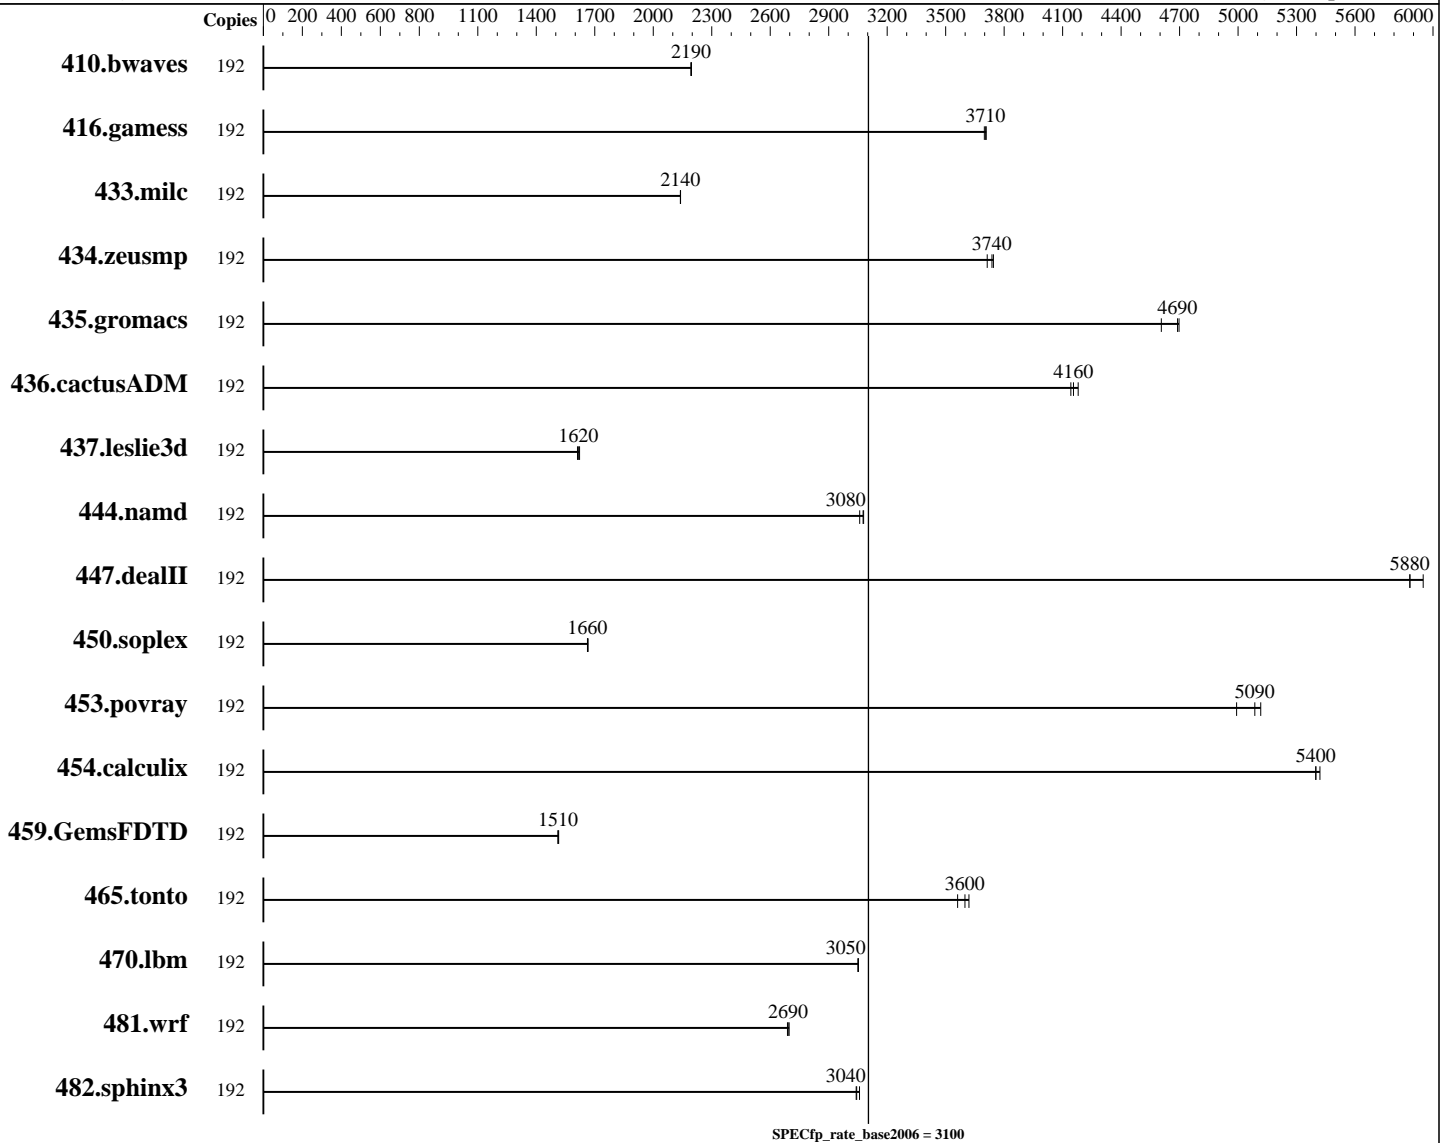 Copies 0 200 400 600 800 1100 1400 1700 2000 2300 2600 2900 3200 3500 3800 4100 4400 4700 5000 5300 5600 6000
2190
410.bwaves 192
3710
416.gamess 192
2140
433.milc 192
3740
434.zeusmp 192
4690
435.gromacs 192
4160
436.cactusADM 192
1620
437.leslie3d 192
3080
444.namd 192
5880
447.dealII 192
1660
450.soplex 192
5090
453.povray 192
5400
454.calculix 192
1510
459.GemsFDTD 192
3600
465.tonto 192
3050
470.lbm 192
2690
481.wrf 192
3040
482.sphinx3 192
SPECfp_rate_base2006 = 3100